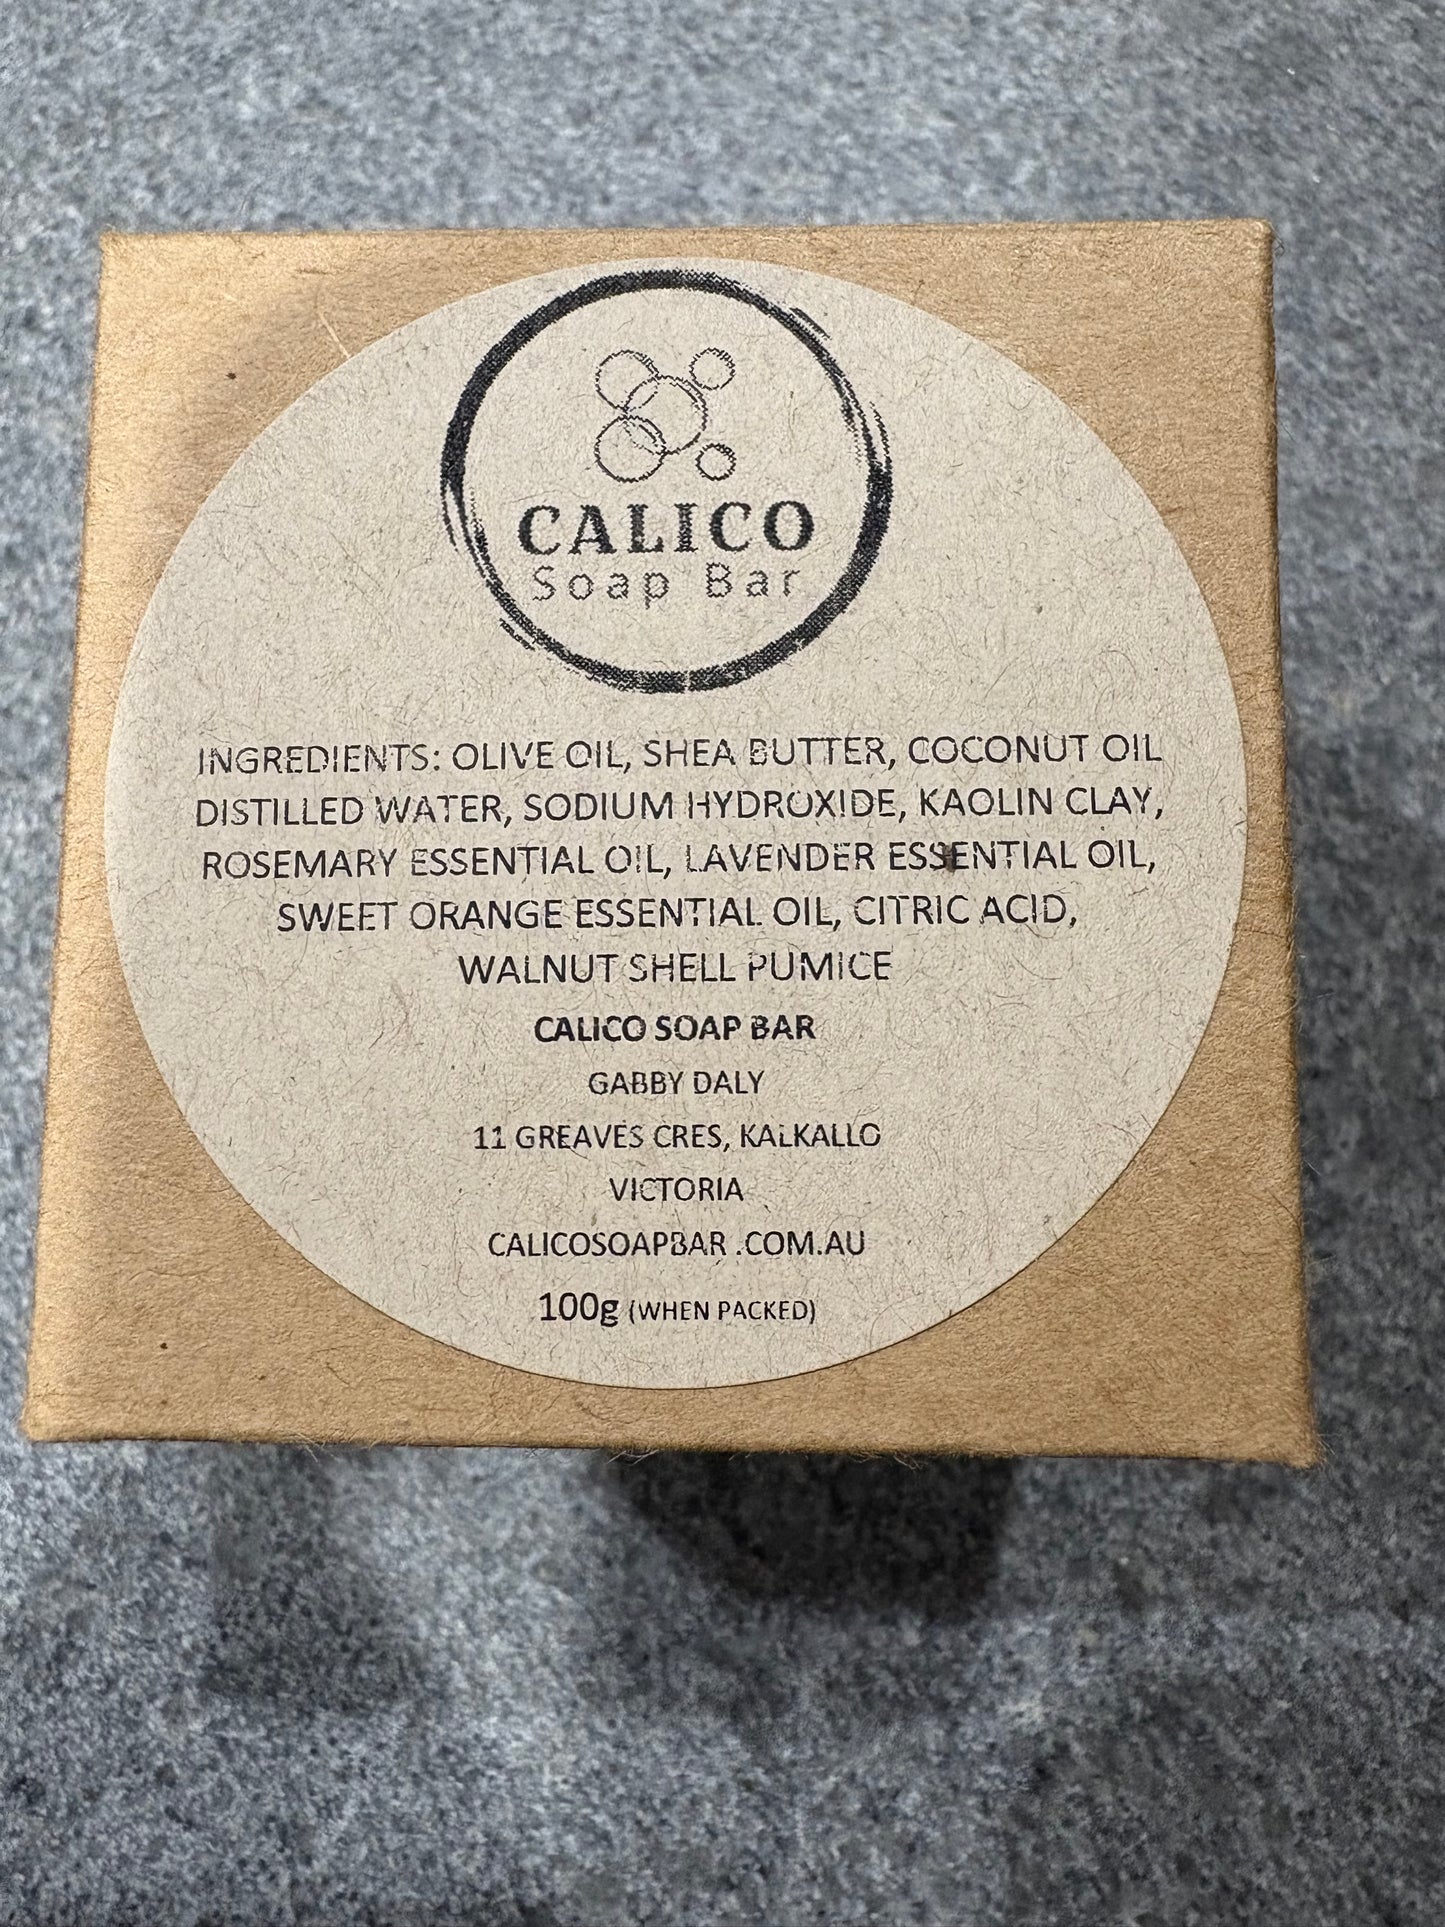 CALICO
Soap Bar
INGREDIENTS: OLIVE OIL, SHEA BUTTER, COCONUT OIL
DISTILLED WATER, SODIUM HYDROXIDE, KAOLIN CLAY,
ROSEMARY ESSENTIAL OIL, LAVENDER ESSENTIAL OIL,
SWEET ORANGE ESSENTIAL OIL, CITRIC ACID,
WALNUT SHELL PUMICE
CALICO SOAP BAR
GABBY DALY
11 GREAVES CRES, KALKALLO
VICTORIA
CALICOSOAPBAR .COM.AU
100g (WHEN PACKED)